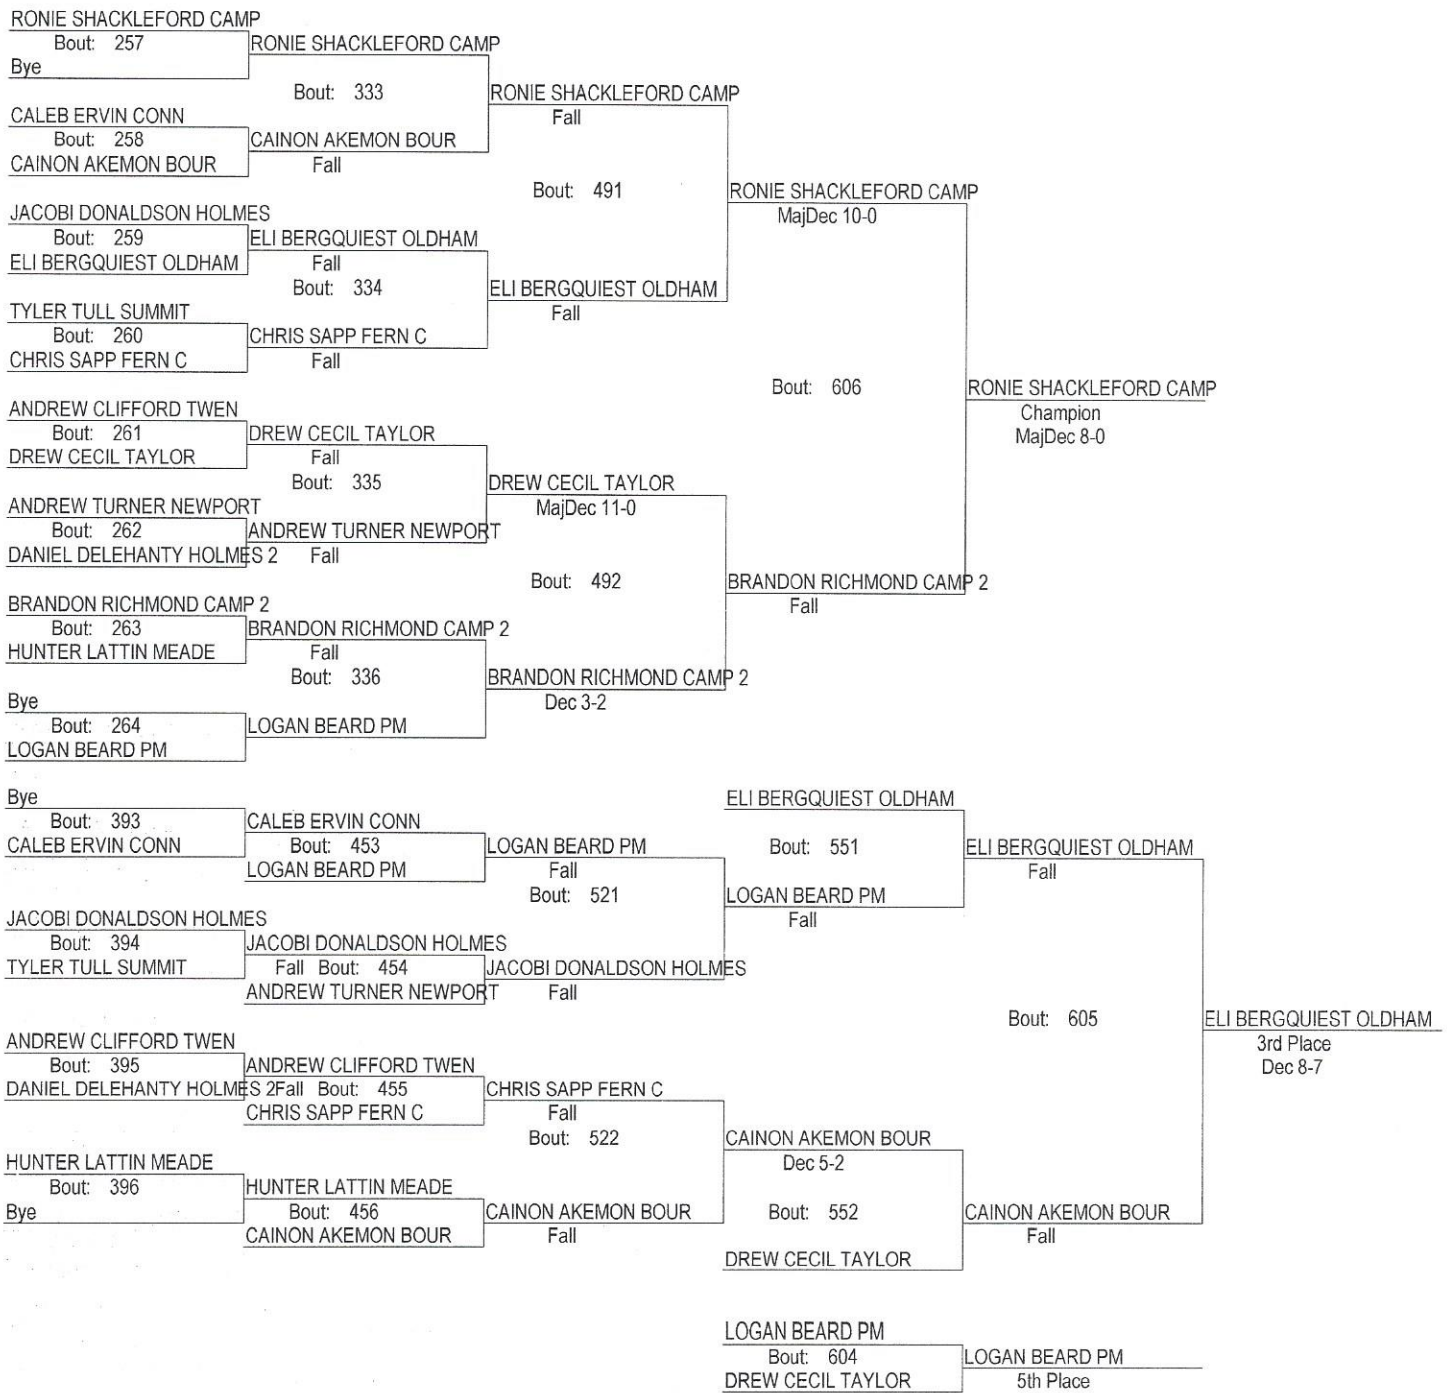 RONIE SHACKLEFORD CAMP
Bout: 257
RONIE SHACKLEFORD CAMP
Bye
Bout: 333
RONIE SHACKLEFORD CAMP
Fall
CALEB ERVIN CONN
Bout: 258
CAINON AKEMON BOUR
CAINON AKEMON BOUR
Fall
Bout: 491
RONIE SHACKLEFORD CAMP
MajDec 10-0
JACOBI DONALDSON HOLMES
Bout: 259
ELI BERGQUIEST OLDHAM
ELI BERGQUIEST OLDHAM
Fall
Bout: 334
ELI BERGQUIEST OLDHAM
Fall
TYLER TULL SUMMIT
Bout: 260
CHRIS SAPP FERN C
CHRIS SAPP FERN C
Fall
Bout: 606
RONIE SHACKLEFORD CAMP
Champion
MajDec 8-0
ANDREW CLIFFORD TWEN
Bout: 261
DREW CECIL TAYLOR
DREW CECIL TAYLOR
Fall
Bout: 335
DREW CECIL TAYLOR
MajDec 11-0
ANDREW TURNER NEWPORT
Bout: 262
ANDREW TURNER NEWPORT
DANIEL DELEHANTY HOLMES 2
Fall
Bout: 492
BRANDON RICHMOND CAMP 2
Fall
BRANDON RICHMOND CAMP 2
Bout: 263
BRANDON RICHMOND CAMP 2
HUNTER LATTIN MEADE
Fall
Bout: 336
BRANDON RICHMOND CAMP 2
Dec 3-2
Bye
Bout: 264
LOGAN BEARD PM
LOGAN BEARD PM
Bye
Bout: 393
CALEB ERVIN CONN
CALEB ERVIN CONN
Bout: 453
LOGAN BEARD PM
LOGAN BEARD PM
Fall
Bout: 521
ELI BERGQUIEST OLDHAM
Bout: 551
LOGAN BEARD PM
Fall
ELI BERGQUIEST OLDHAM
Fall
JACOBI DONALDSON HOLMES
Bout: 394
TYLER TULL SUMMIT
JACOBI DONALDSON HOLMES
Fall Bout: 454
ANDREW TURNER NEWPORT
JACOBI DONALDSON HOLMES
Fall
Bout: 605
ELI BERGQUIEST OLDHAM
3rd Place
Dec 8-7
ANDREW CLIFFORD TWEN
Bout: 395
DANIEL DELEHANTY HOLMES 2
ANDREW CLIFFORD TWEN
Fall Bout: 455
CHRIS SAPP FERN C
CHRIS SAPP FERN C
Fall
Bout: 522
CAINON AKEMON BOUR
Dec 5-2
HUNTER LATTIN MEADE
Bout: 396
Bye
HUNTER LATTIN MEADE
Bout: 456
CAINON AKEMON BOUR
CAINON AKEMON BOUR
Fall
Bout: 552
DREW CECIL TAYLOR
CAINON AKEMON BOUR
Fall
LOGAN BEARD PM
Bout: 604
DREW CECIL TAYLOR
LOGAN BEARD PM
5th Place